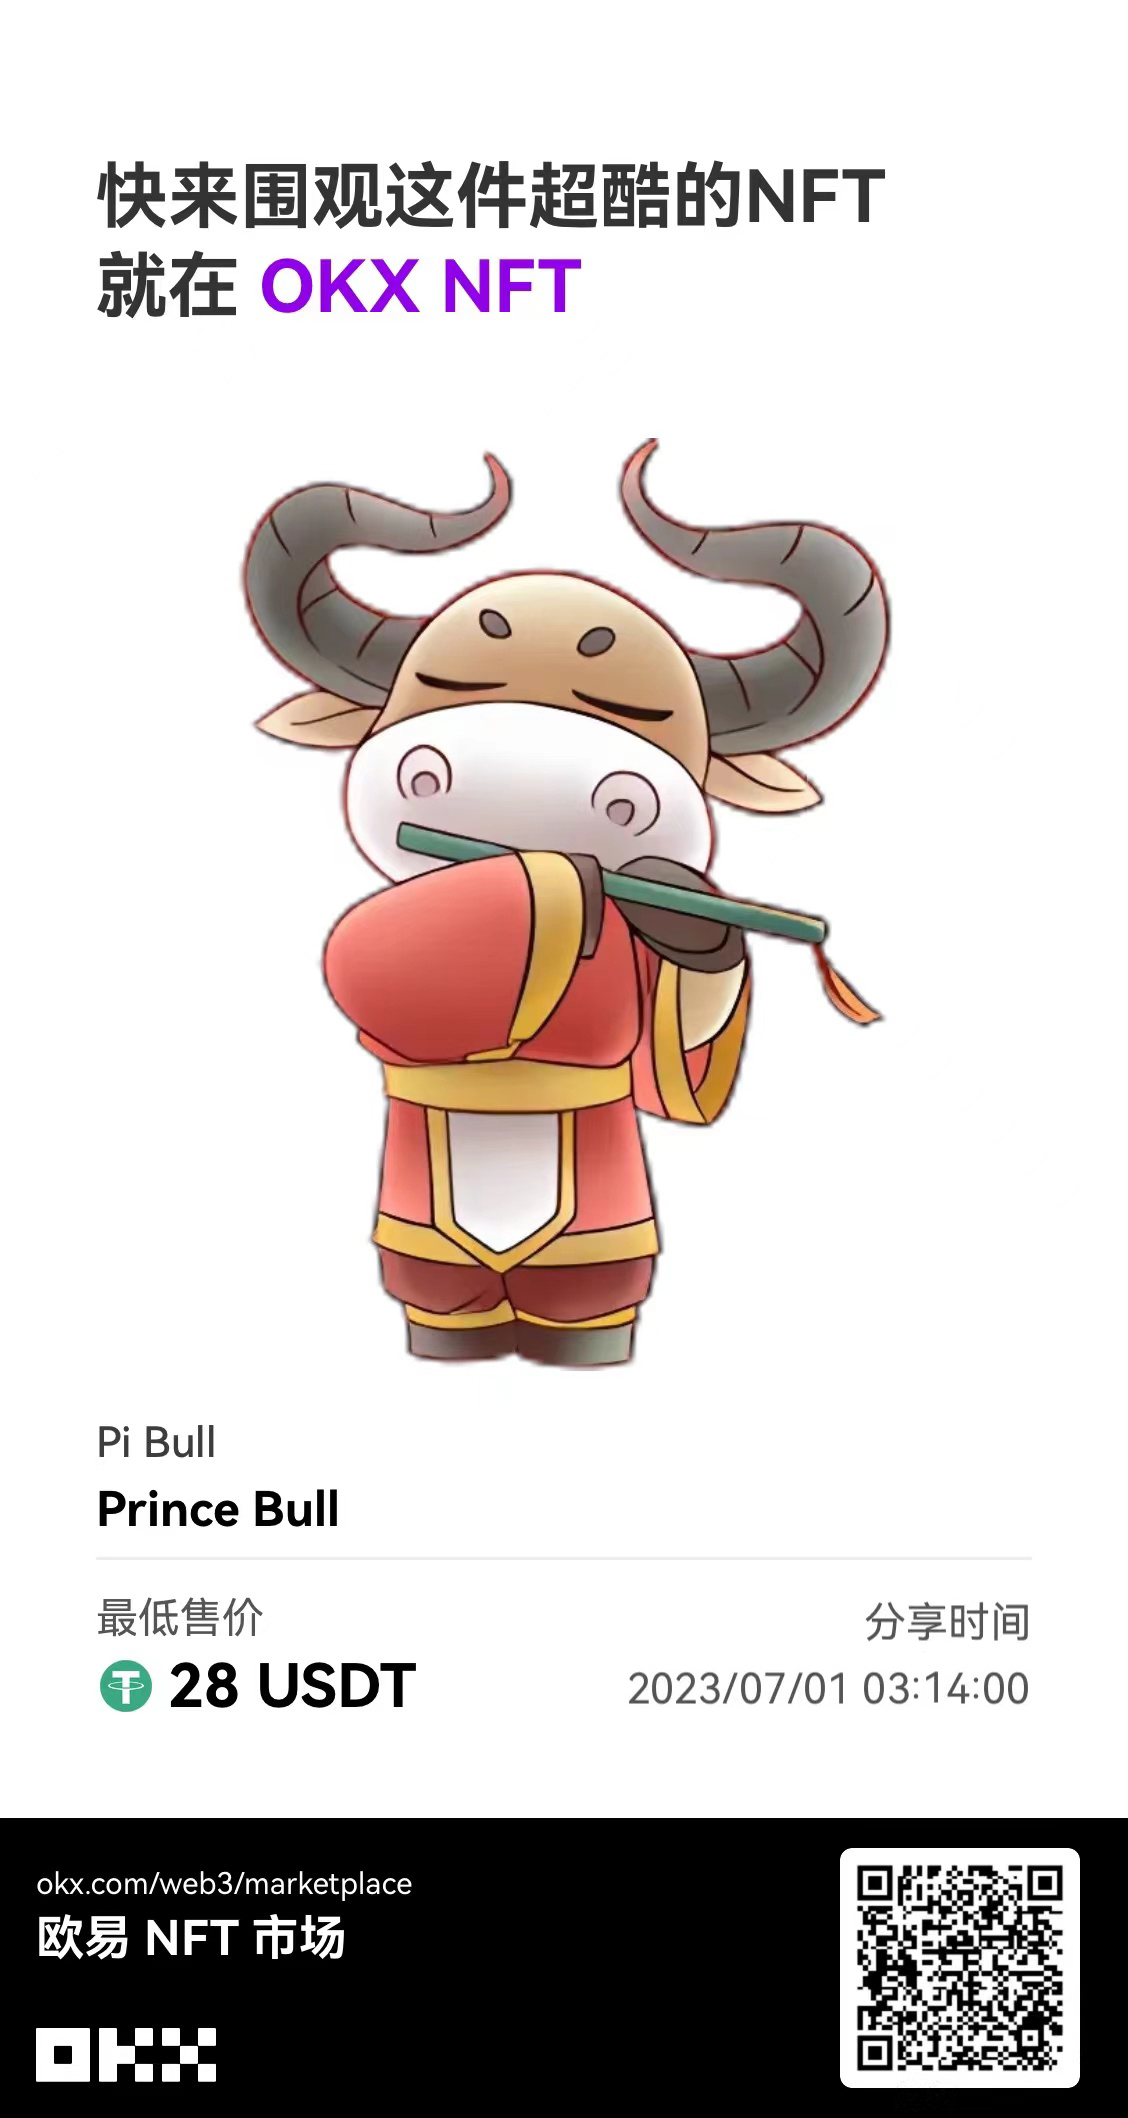 快来围观这件超酷的NFT
就在 OKX NFT
Pi Bull
Prince Bull
最低售价
28 USDT
分享时间
2023/07/01 03:14:00
okx.com/web3/marketplace
欧易 NFT 市场
OKX